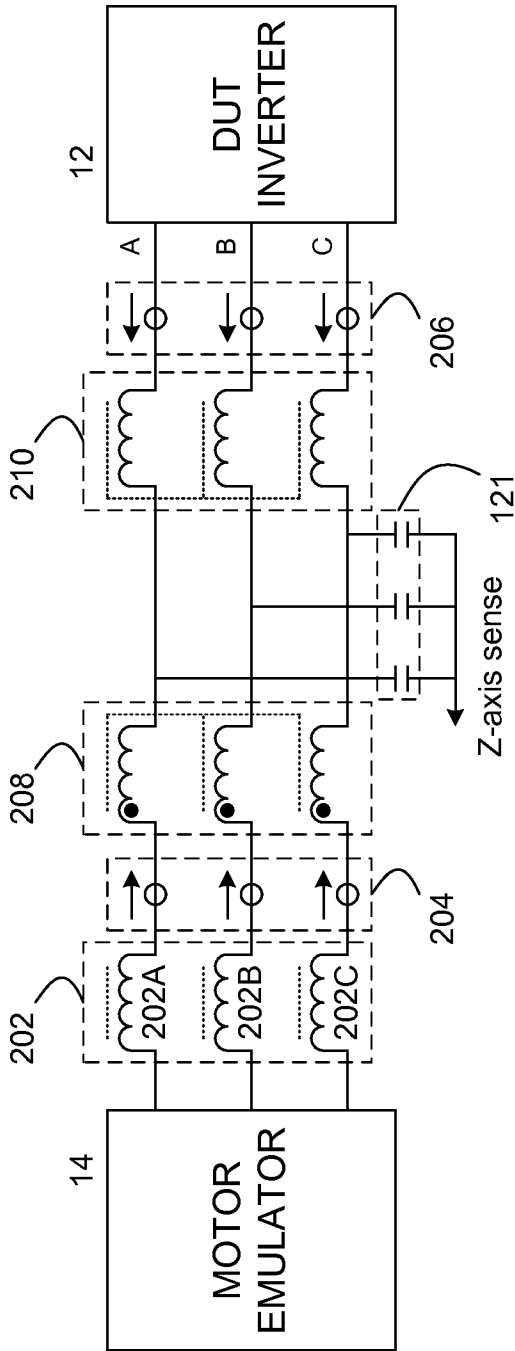 202
208
210
14
12
MOTOR
EMULATOR
202A
202B
202C
A
B
C
DUT
INVERTER
204
206
121
Z-axis sense